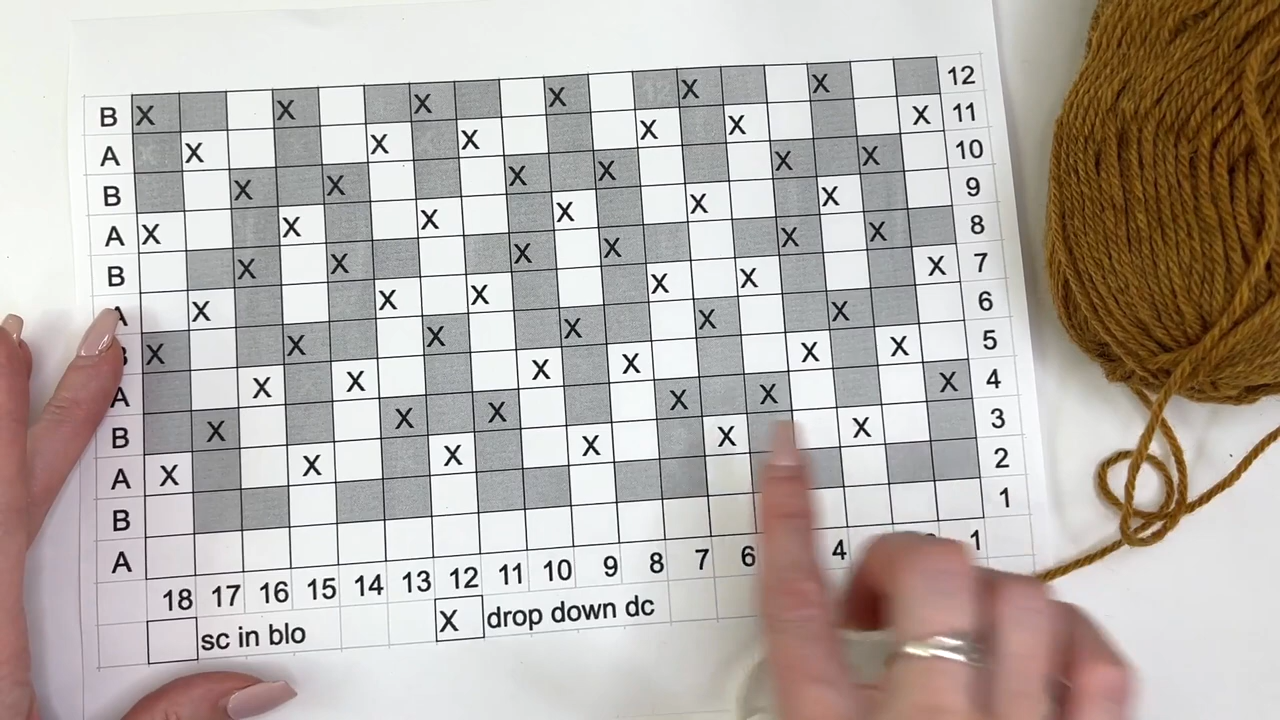 B X X X X X X 12
A X X X X X X 11
B X X X X X X 10
A X X X X X X 9
B X X X X X X 8
A X X X X X X 7
X X X X X X 6
A X X X X X X 5
B X X X X X X 4
A X X X X X X 3
B 2
A 1
18 17 16 15 14 13 12 11 10 9 8 7 6 4 1
sc in blo X drop down dc